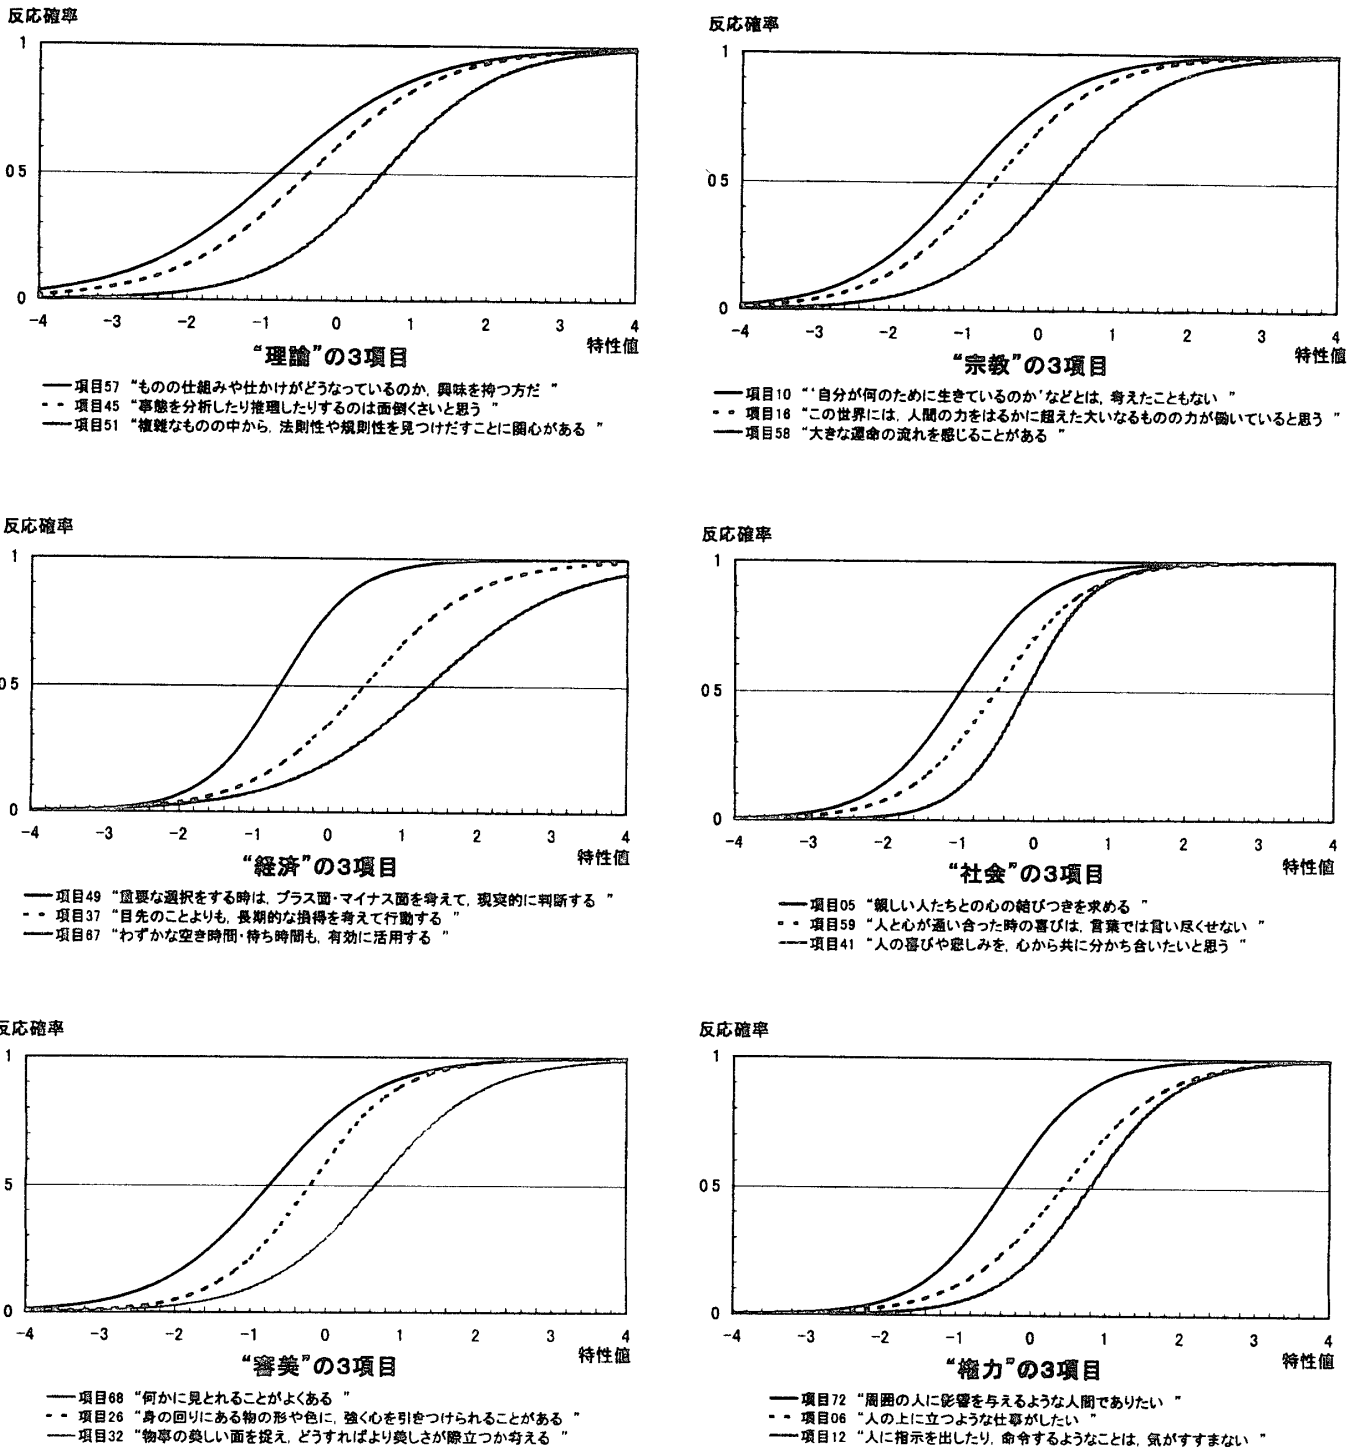 反応確率
1
0 5
0
-4 -3 -2 -1 0 1 2 3 4
特性値
“理論”の3項目
項目57 “ものの仕組みや仕かけがどうなっているのか, 興味を持つ方だ ”
項目45 “事態を分析したり推理したりするのは面倒くさいと思う ”
項目51 “複雑なものの中から, 法則性や規則性を見つけだすことに関心がある ”
反応確率
1
0 5
0
-4 -3 -2 -1 0 1 2 3 4
特性値
“宗教”の3項目
項目10 “‘自分が何のために生きているのか’などとは, 考えたこともない ”
項目16 “この世界には, 人間の力をはるかに超えた大いなるものの力が働いていると思う ”
項目58 “大きな運命の流れを感じることがある ”
反応確率
1
0 5
0
-4 -3 -2 -1 0 1 2 3 4
特性値
“経済”の3項目
項目49 “重要な選択をする時は, プラス面・マイナス面を考えて, 現実的に判断する ”
項目37 “目先のことよりも, 長期的な損得を考えて行動する ”
項目67 “わずかな空き時間・待ち時間も, 有効に活用する ”
反応確率
1
0 5
0
-4 -3 -2 -1 0 1 2 3 4
特性値
“社会”の3項目
項目05 “親しい人たちとの心の結びつきを求める ”
項目59 “人と心が通い合った時の喜びは, 言葉では言い尽くせない ”
項目41 “人の喜びや悲しみを, 心から共に分かち合いたいと思う ”
反応確率
1
5
0
-4 -3 -2 -1 0 1 2 3 4
特性値
“審美”の3項目
項目68 “何かに見とれることがよくある ”
項目26 “身の回りにある物の形や色に, 強く心を引きつけられることがある ”
項目32 “物事の美しい面を捉え, どうすればより美しさが際立つか考える ”
反応確率
1
0 5
0
-4 -3 -2 -1 0 1 2 3 4
特性値
“権力”の3項目
項目72 “周囲の人に影響を与えるような人間でありたい ”
項目06 “人の上に立つような仕事がしたい ”
項目12 “人に指示を出したり, 命令するようなことは, 気がすすまない ”